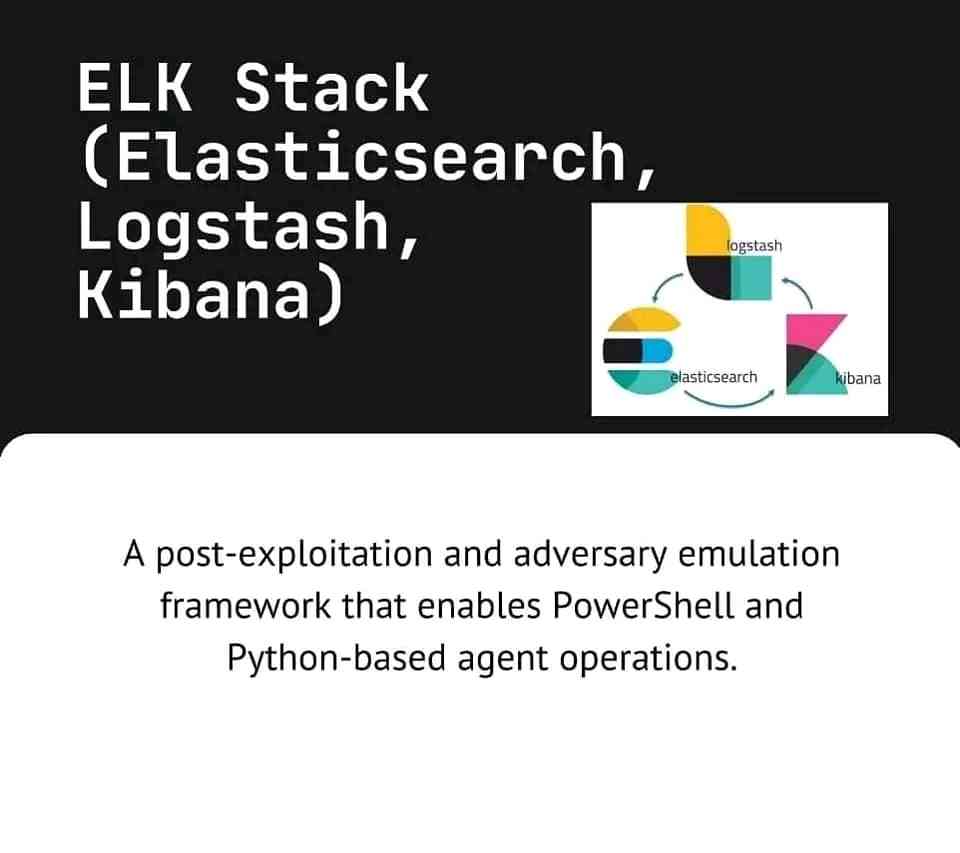 ELK Stack
(Elasticsearch,
Logstash,
Kibana)
logstash
elasticsearch
kibana
A post-exploitation and adversary emulation
framework that enables PowerShell and
Python-based agent operations.